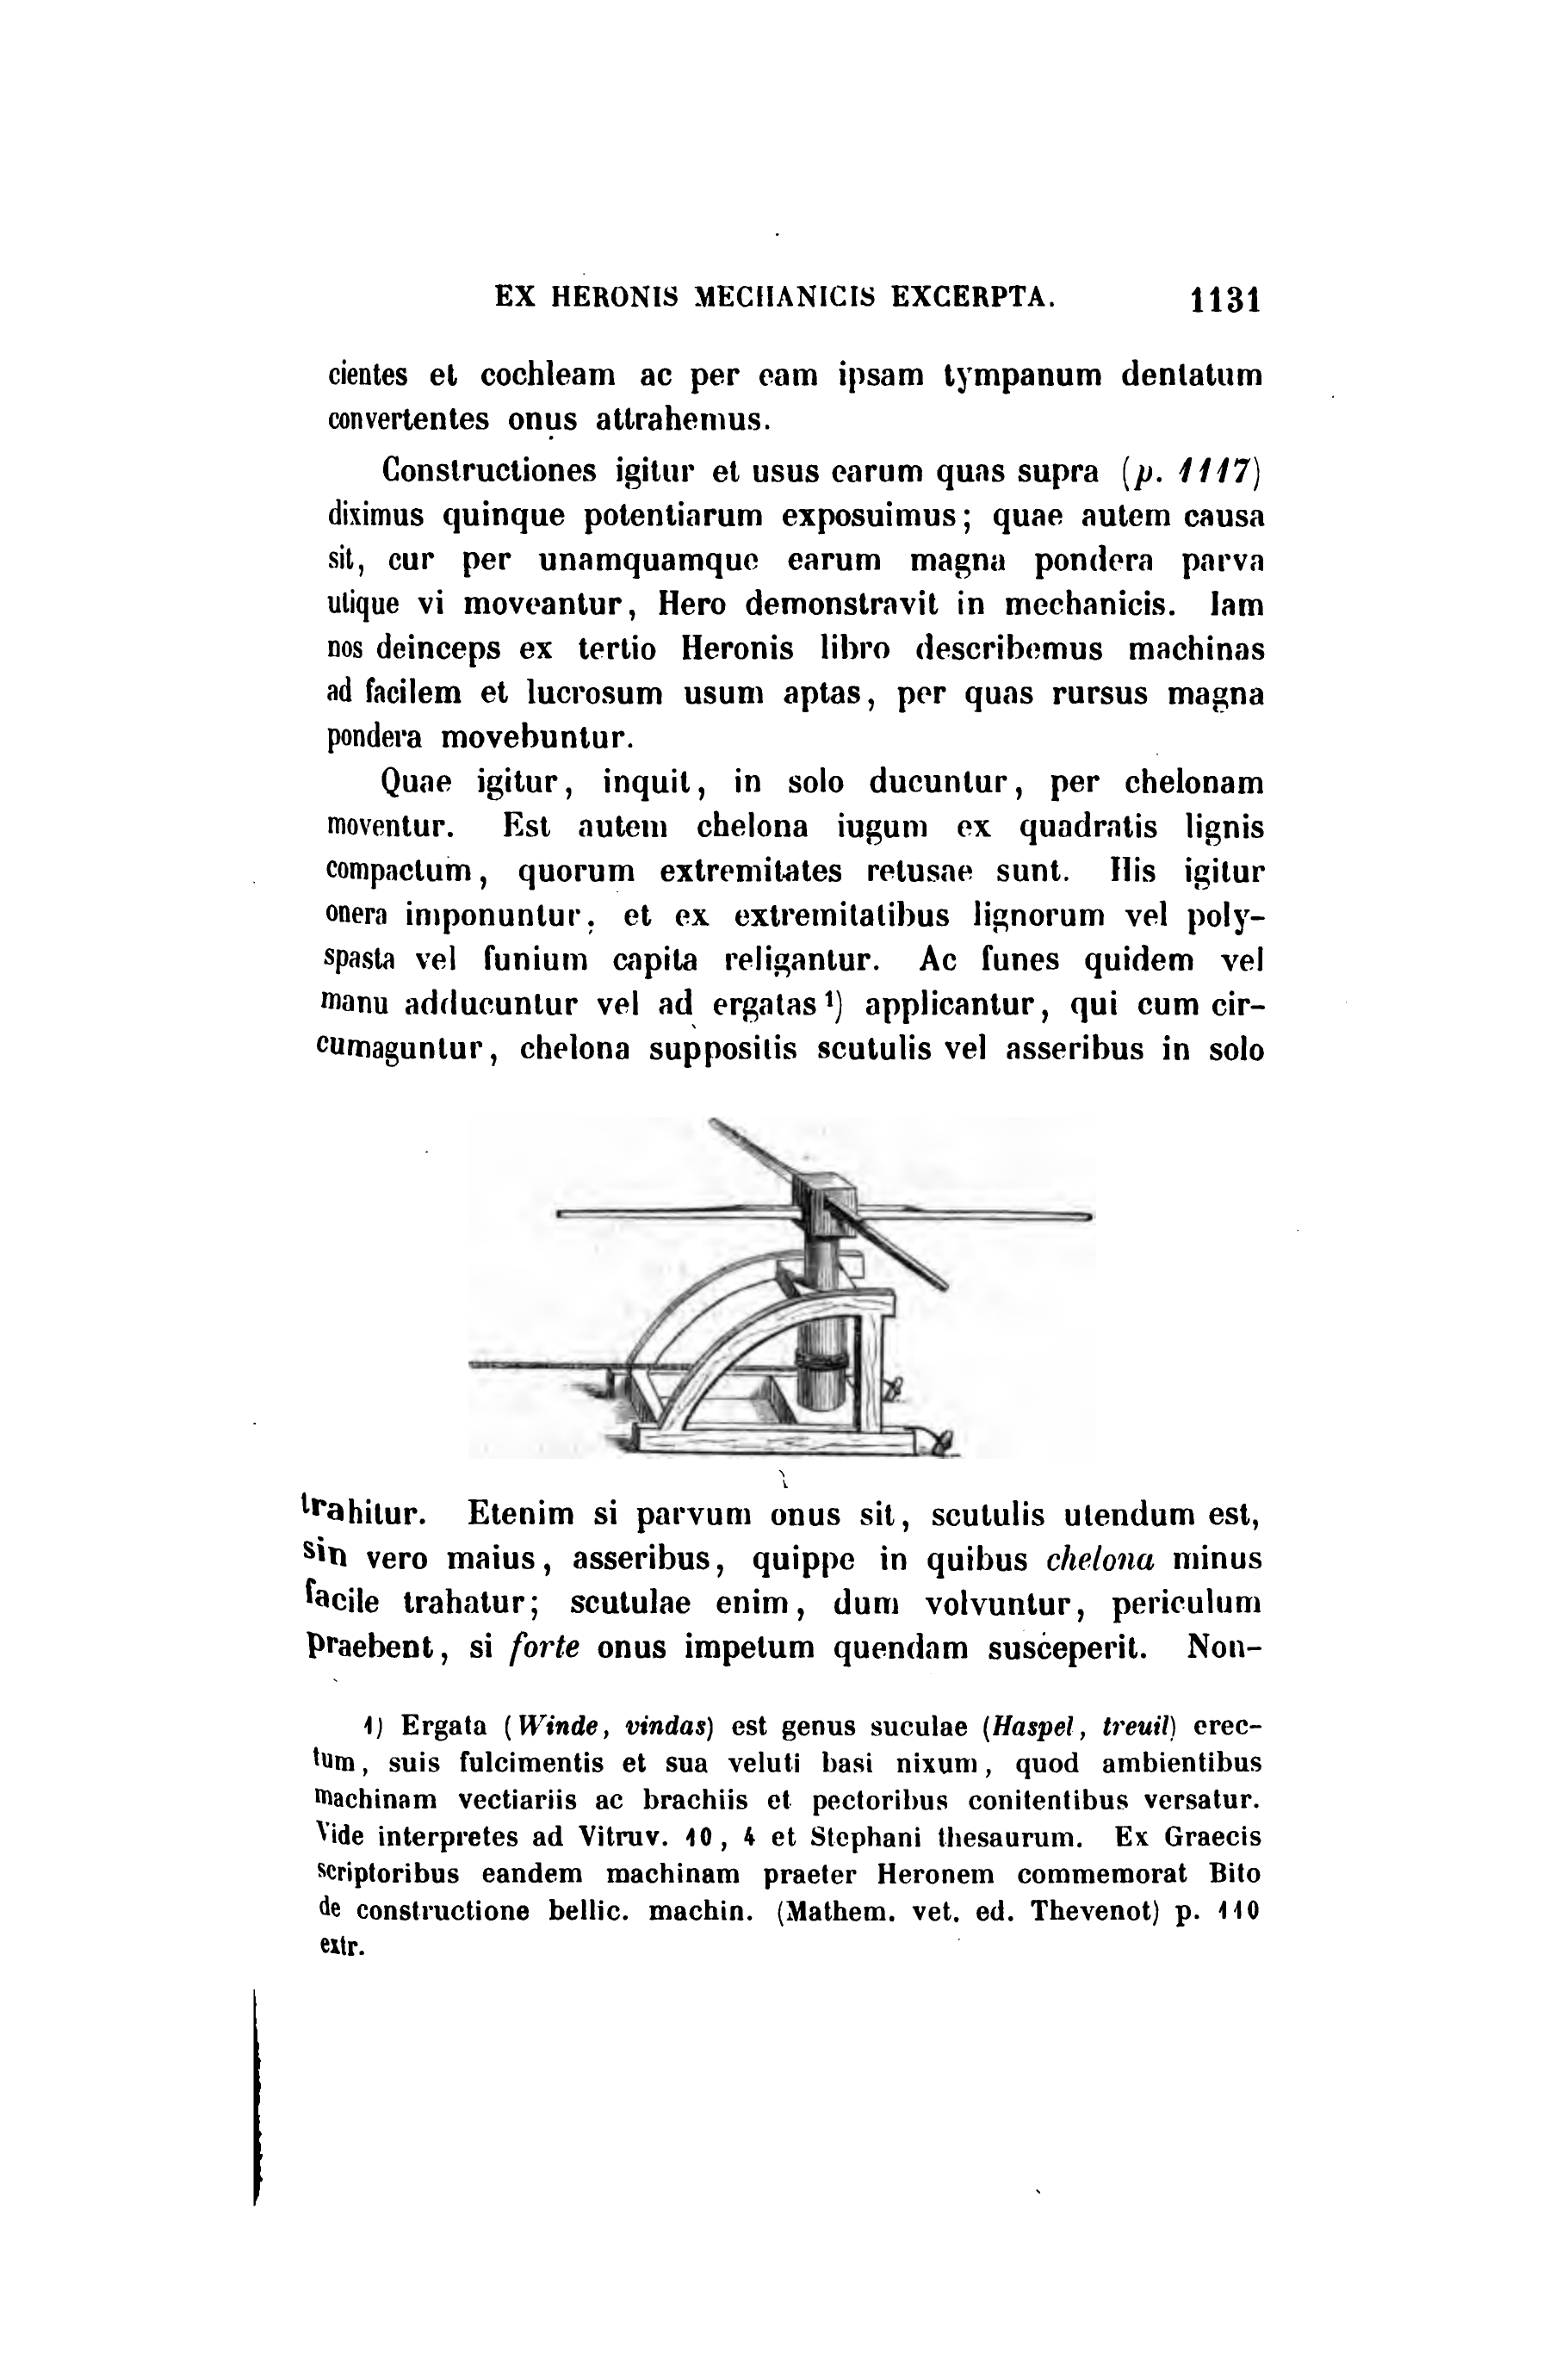 EX HERONIS MECHANICIS EXCERPTA. 1131
cientes et cochleam ac per eam ipsam tympanum dentatum
convertentes onus attrahemus.
Constructiones igitur et usus earum quas supra (p. 1117)
diximus quinque potentiarum exposuimus; quae autem causa
sit, cur per unamquamque earum magna pondera parva
utique vi moveantur, Hero demonstravit in mechanicis. Iam
nos deinceps ex tertio Heronis libro describemus machinas
ad facilem et lucrosum usum aptas, per quas rursus magna
pondera movebuntur.
Quae igitur, inquit, in solo ducuntur, per chelonam
moventur. Est autem chelona iugum ex quadratis lignis
compactum, quorum extremitates retusae sunt. His igitur
onera imponuntur, et ex extremitatibus lignorum vel poly-
spasta vel funium capita religantur. Ac funes quidem vel
manu adducuntur vel ad ergatas 1) applicantur, qui cum cir-
cumaguntur, chelona suppositis scutulis vel asseribus in solo
trahitur. Etenim si parvum onus sit, scutulis utendum est,
sin vero maius, asseribus, quippe in quibus chelona minus
facile trahatur; scutulae enim, dum volvuntur, periculum
praebent, si forte onus impetum quendam susceperit. Non-
1) Ergata (Winde, vindas) est genus suculae (Haspel, treuil) erec-
tum, suis fulcimentis et sua veluti basi nixum, quod ambientibus
machinam vectiariis ac brachiis et pectoribus conitentibus versatur.
Vide interpretes ad Vitruv. 10, 4 et Stephani thesaurum. Ex Graecis
scriptoribus eandem machinam praeter Heronem commemorat Bito
de constructione bellic. machin. (Mathem. vet. ed. Thevenot) p. 110
extr.